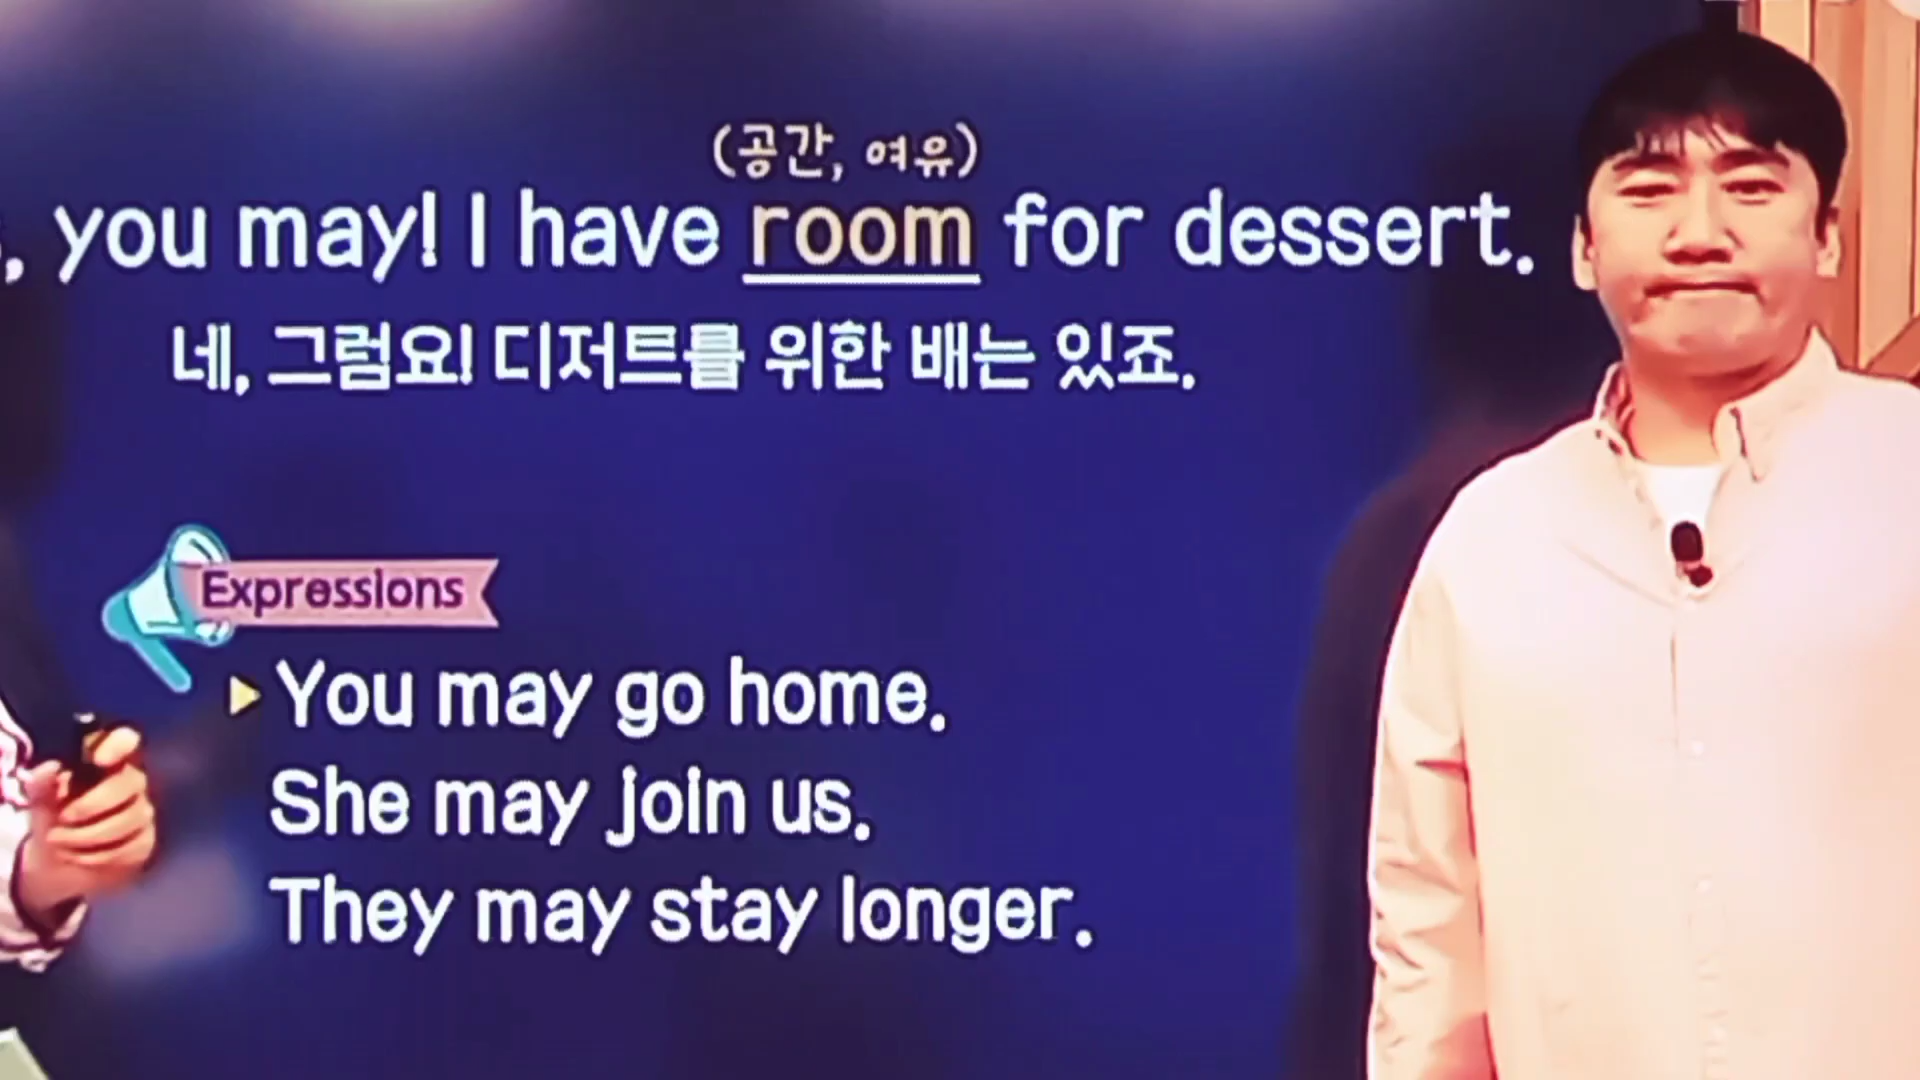 (공간, 여유)
, you may! I have room for dessert.
네, 그럼요! 디저트를 위한 배는 있죠.
Expressions
You may go home.
She may join us.
They may stay longer.